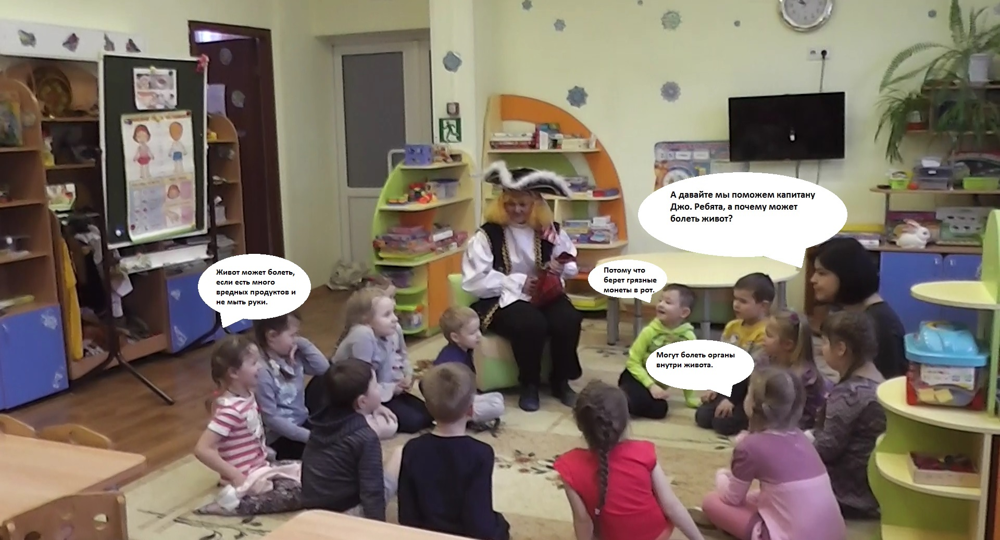 А давайте мы поможем капитану
Джо. Ребята, а почему может
болеть живот?
Живот может болеть,
если есть много
вредных продуктов и
не мыть руки.
Потому что
берет грязные
монеты в рот.
Могут болеть органы
внутри живота.